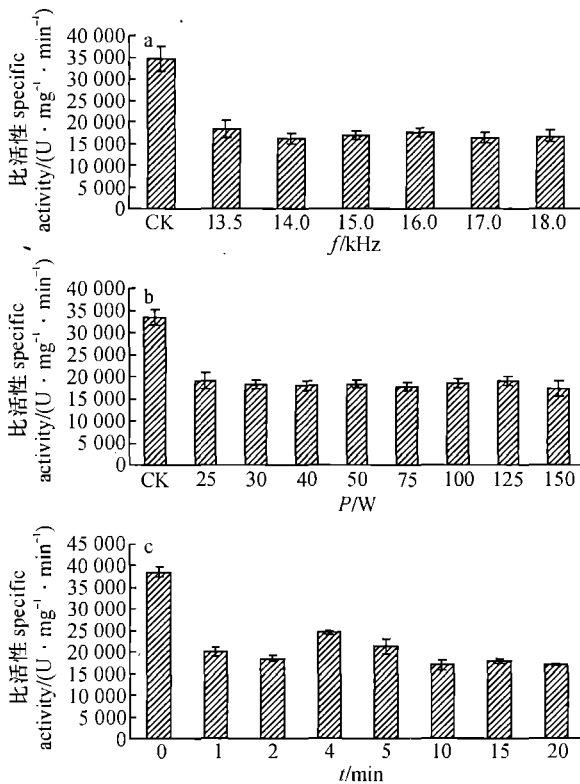 a
比活性 specific
activity/(U · mg⁻¹ · min⁻¹)
40 000
35 000
30 000
25 000
20 000
15 000
10 000
5 000
0
CK 13.5 14.0 15.0 16.0 17.0 18.0
f/kHz
b
比活性 specific
activity/(U · mg⁻¹ · min⁻¹)
40 000
35 000
30 000
25 000
20 000
15 000
10 000
5 000
0
CK 25 30 40 50 75 100 125 150
P/W
c
比活性 specific
activity/(U · mg⁻¹ · min⁻¹)
45 000
40 000
35 000
30 000
25 000
20 000
15 000
10 000
5 000
0
0 1 2 4 5 10 15 20
t/min